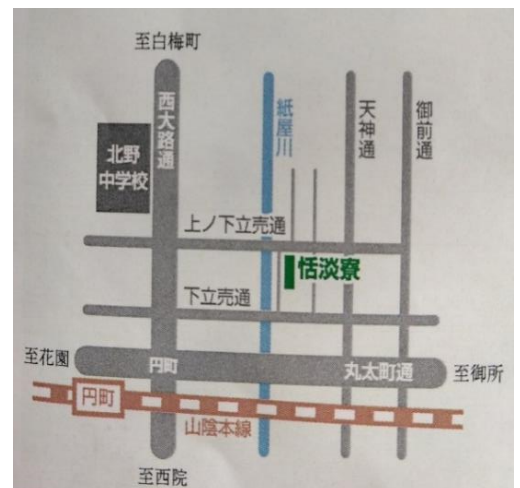 至白梅町
西大路通
紙屋川
天神通
御前通
北野
中学校
上ノ下立売通
恬淡寮
下立売通
至花園
円町
丸太町通
至御所
円町
山陰本線
至西院